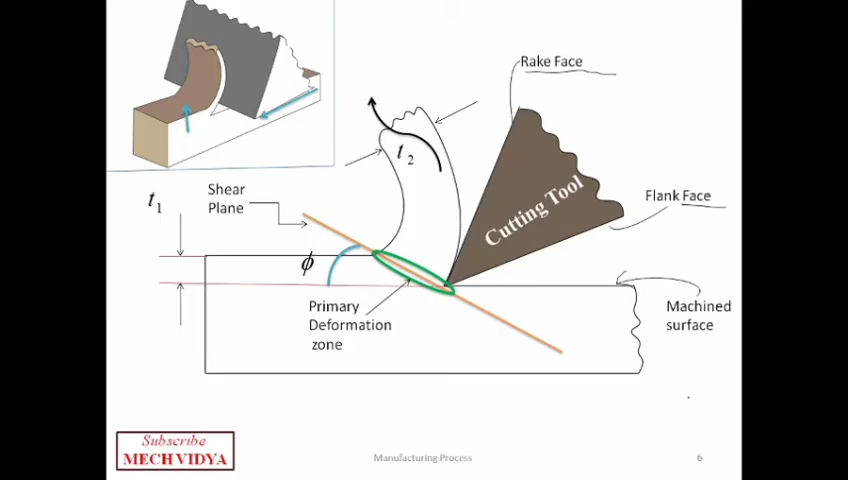 Rake Face
t2
Cutting Tool
Flank Face
Shear
Plane
t1
ϕ
Primary
Deformation
zone
Machined
surface
Subscribe
MECH VIDYA
Manufacturing Process
6